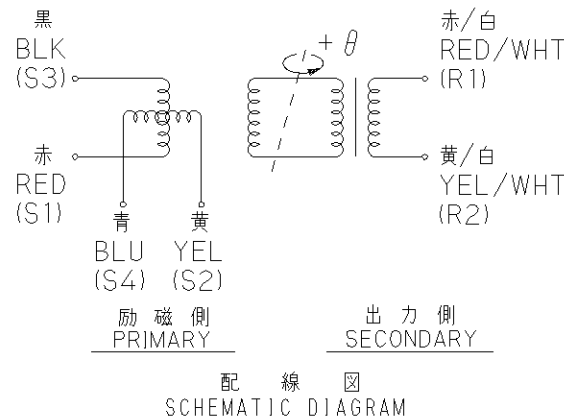 黒
BLK
(S3)
赤
RED
(S1)
青
BLU
(S4)
黄
YEL
(S2)
+ θ
赤/白
RED/WHT
(R1)
黄/白
YEL/WHT
(R2)
励 磁 側
PRIMARY
出 力 側
SECONDARY
配 線 図
SCHEMATIC DIAGRAM